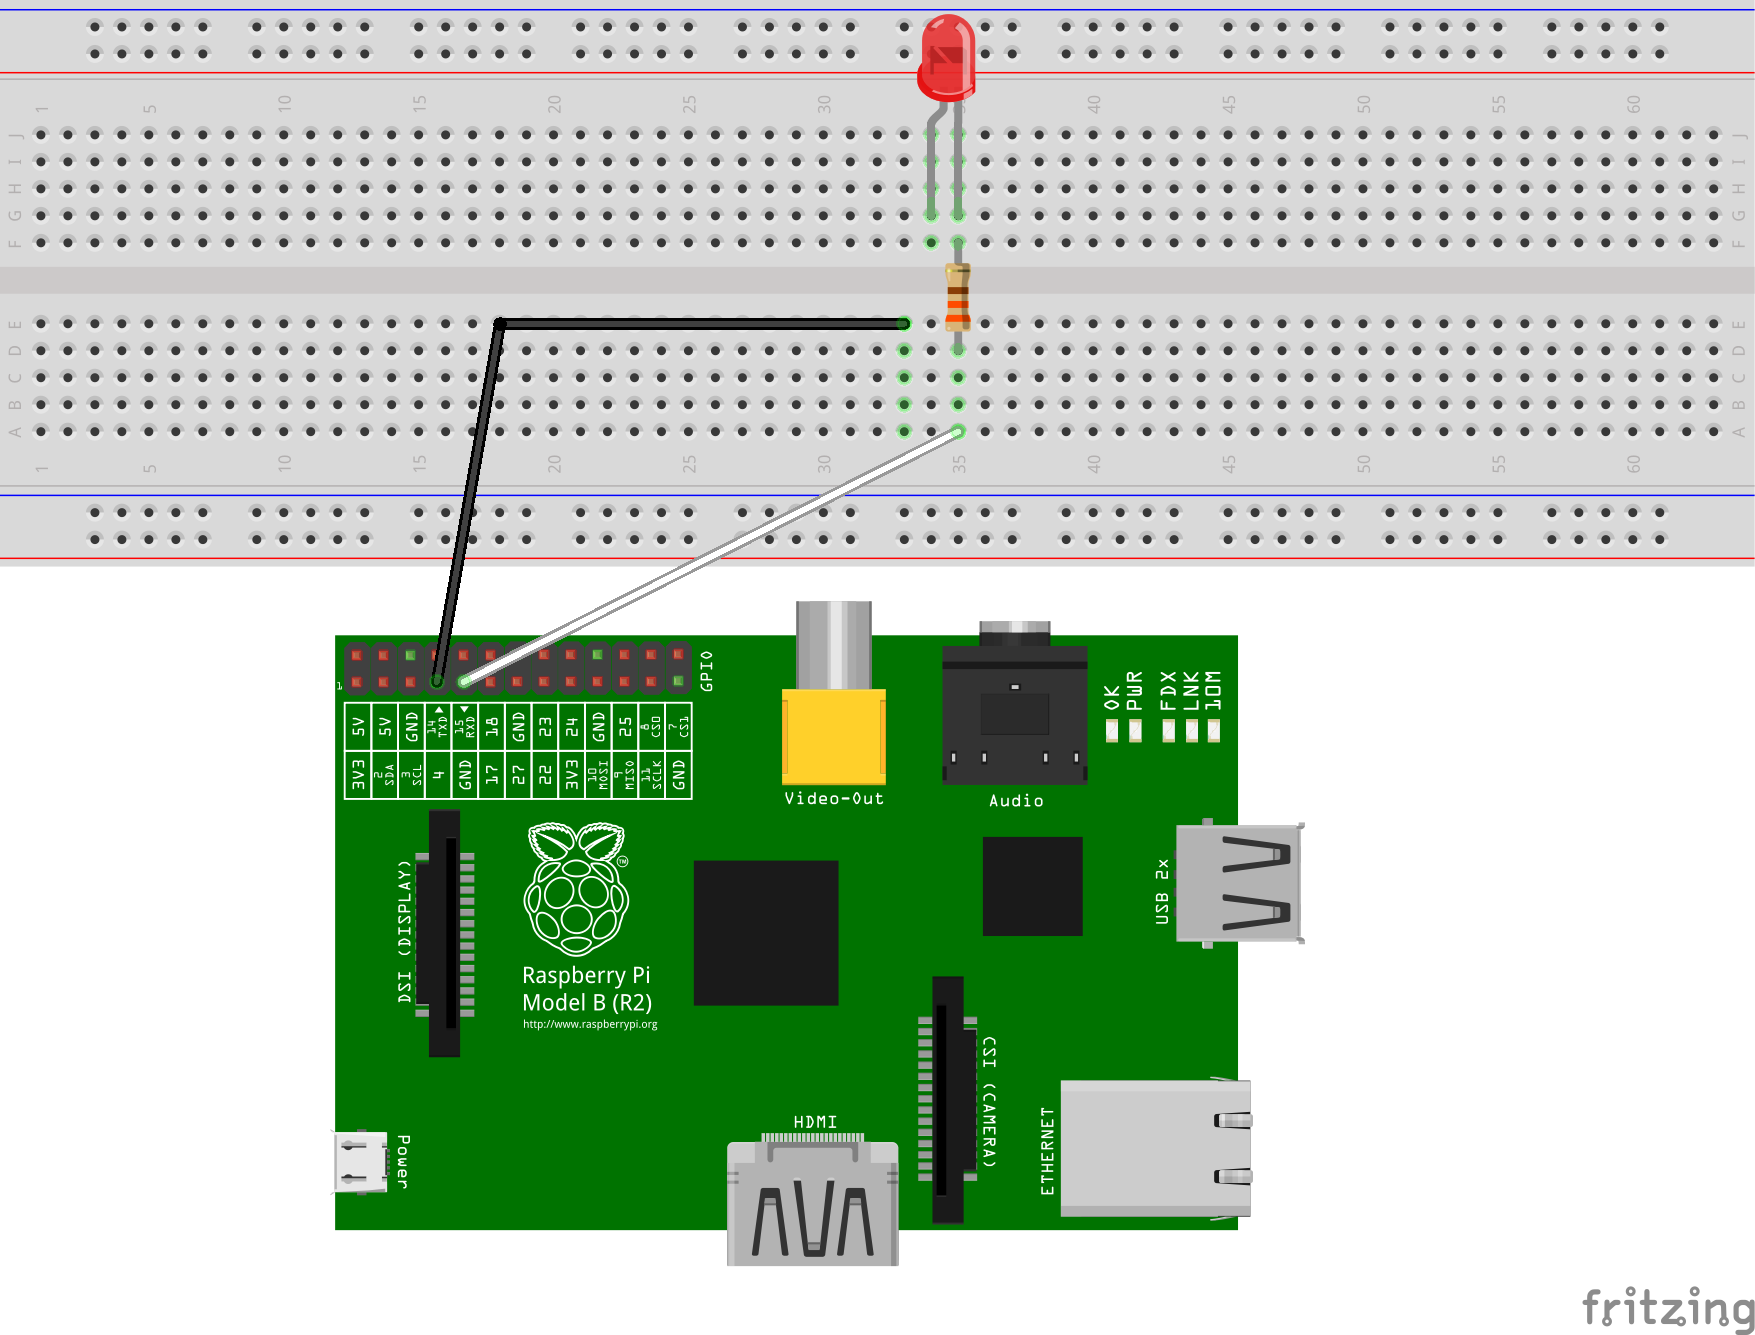 1 5 10 15 20 25 30 35 40 45 50 55 60
J J
I I
H H
G G
F F
E E
D D
C C
B B
A A
1 5 10 15 20 25 30 35 40 45 50 55 60
1
GPIO
5V 5V GND 14 TXD 15 RXD 18 GND 23 24 GND 25 8 CS0 7 CS1
3V3 2 SDA 3 SCL 4 GND 17 27 22 3V3 10 MOSI 9 MISO 11 SCLK GND
OK PWR FDX LNK 10M
Video-Out
Audio
DSI (DISPLAY)
TM
Raspberry Pi
Model B (R2)
http://www.raspberrypi.org
USB 2x
CSI (CAMERA)
HDMI
ETHERNET
Power
fritzing